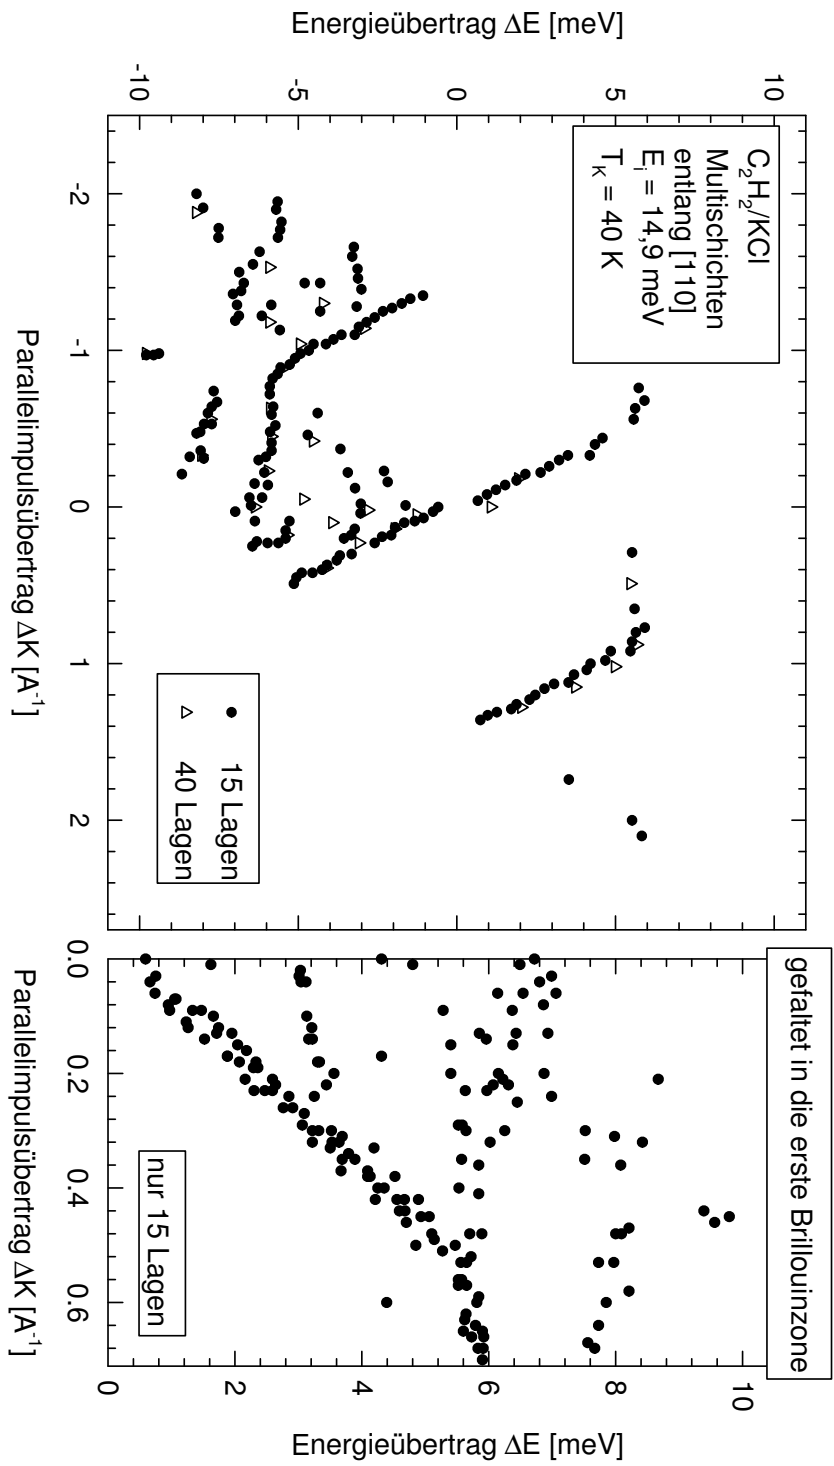 Energieübertrag ΔE [meV]
-10
-5
0
5
10
C₂H₂/KCl
Multischichten
entlang [110]
Eᵢ = 14,9 meV
T_K = 40 K
15 Lagen
40 Lagen
-2
-1
0
1
2
Parallelimpulsübertrag ΔK [A⁻¹]
gefaltet in die erste Brillouinzone
nur 15 Lagen
0.0
0.2
0.4
0.6
Parallelimpulsübertrag ΔK [A⁻¹]
0
2
4
6
8
10
Energieübertrag ΔE [meV]